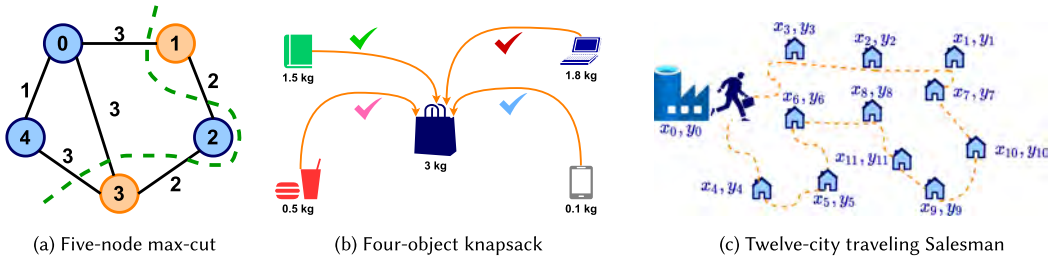 0
3
1
1
3
2
4
3
2
3
2
(a) Five-node max-cut
1.5 kg
1.8 kg
3 kg
0.5 kg
0.1 kg
(b) Four-object knapsack
x₃, y₃
x₂, y₂
x₁, y₁
x₇, y₇
x₈, y₈
x₆, y₆
x₀, y₀
x₁₀, y₁₀
x₁₁, y₁₁
x₄, y₄
x₅, y₅
x₉, y₉
(c) Twelve-city traveling Salesman